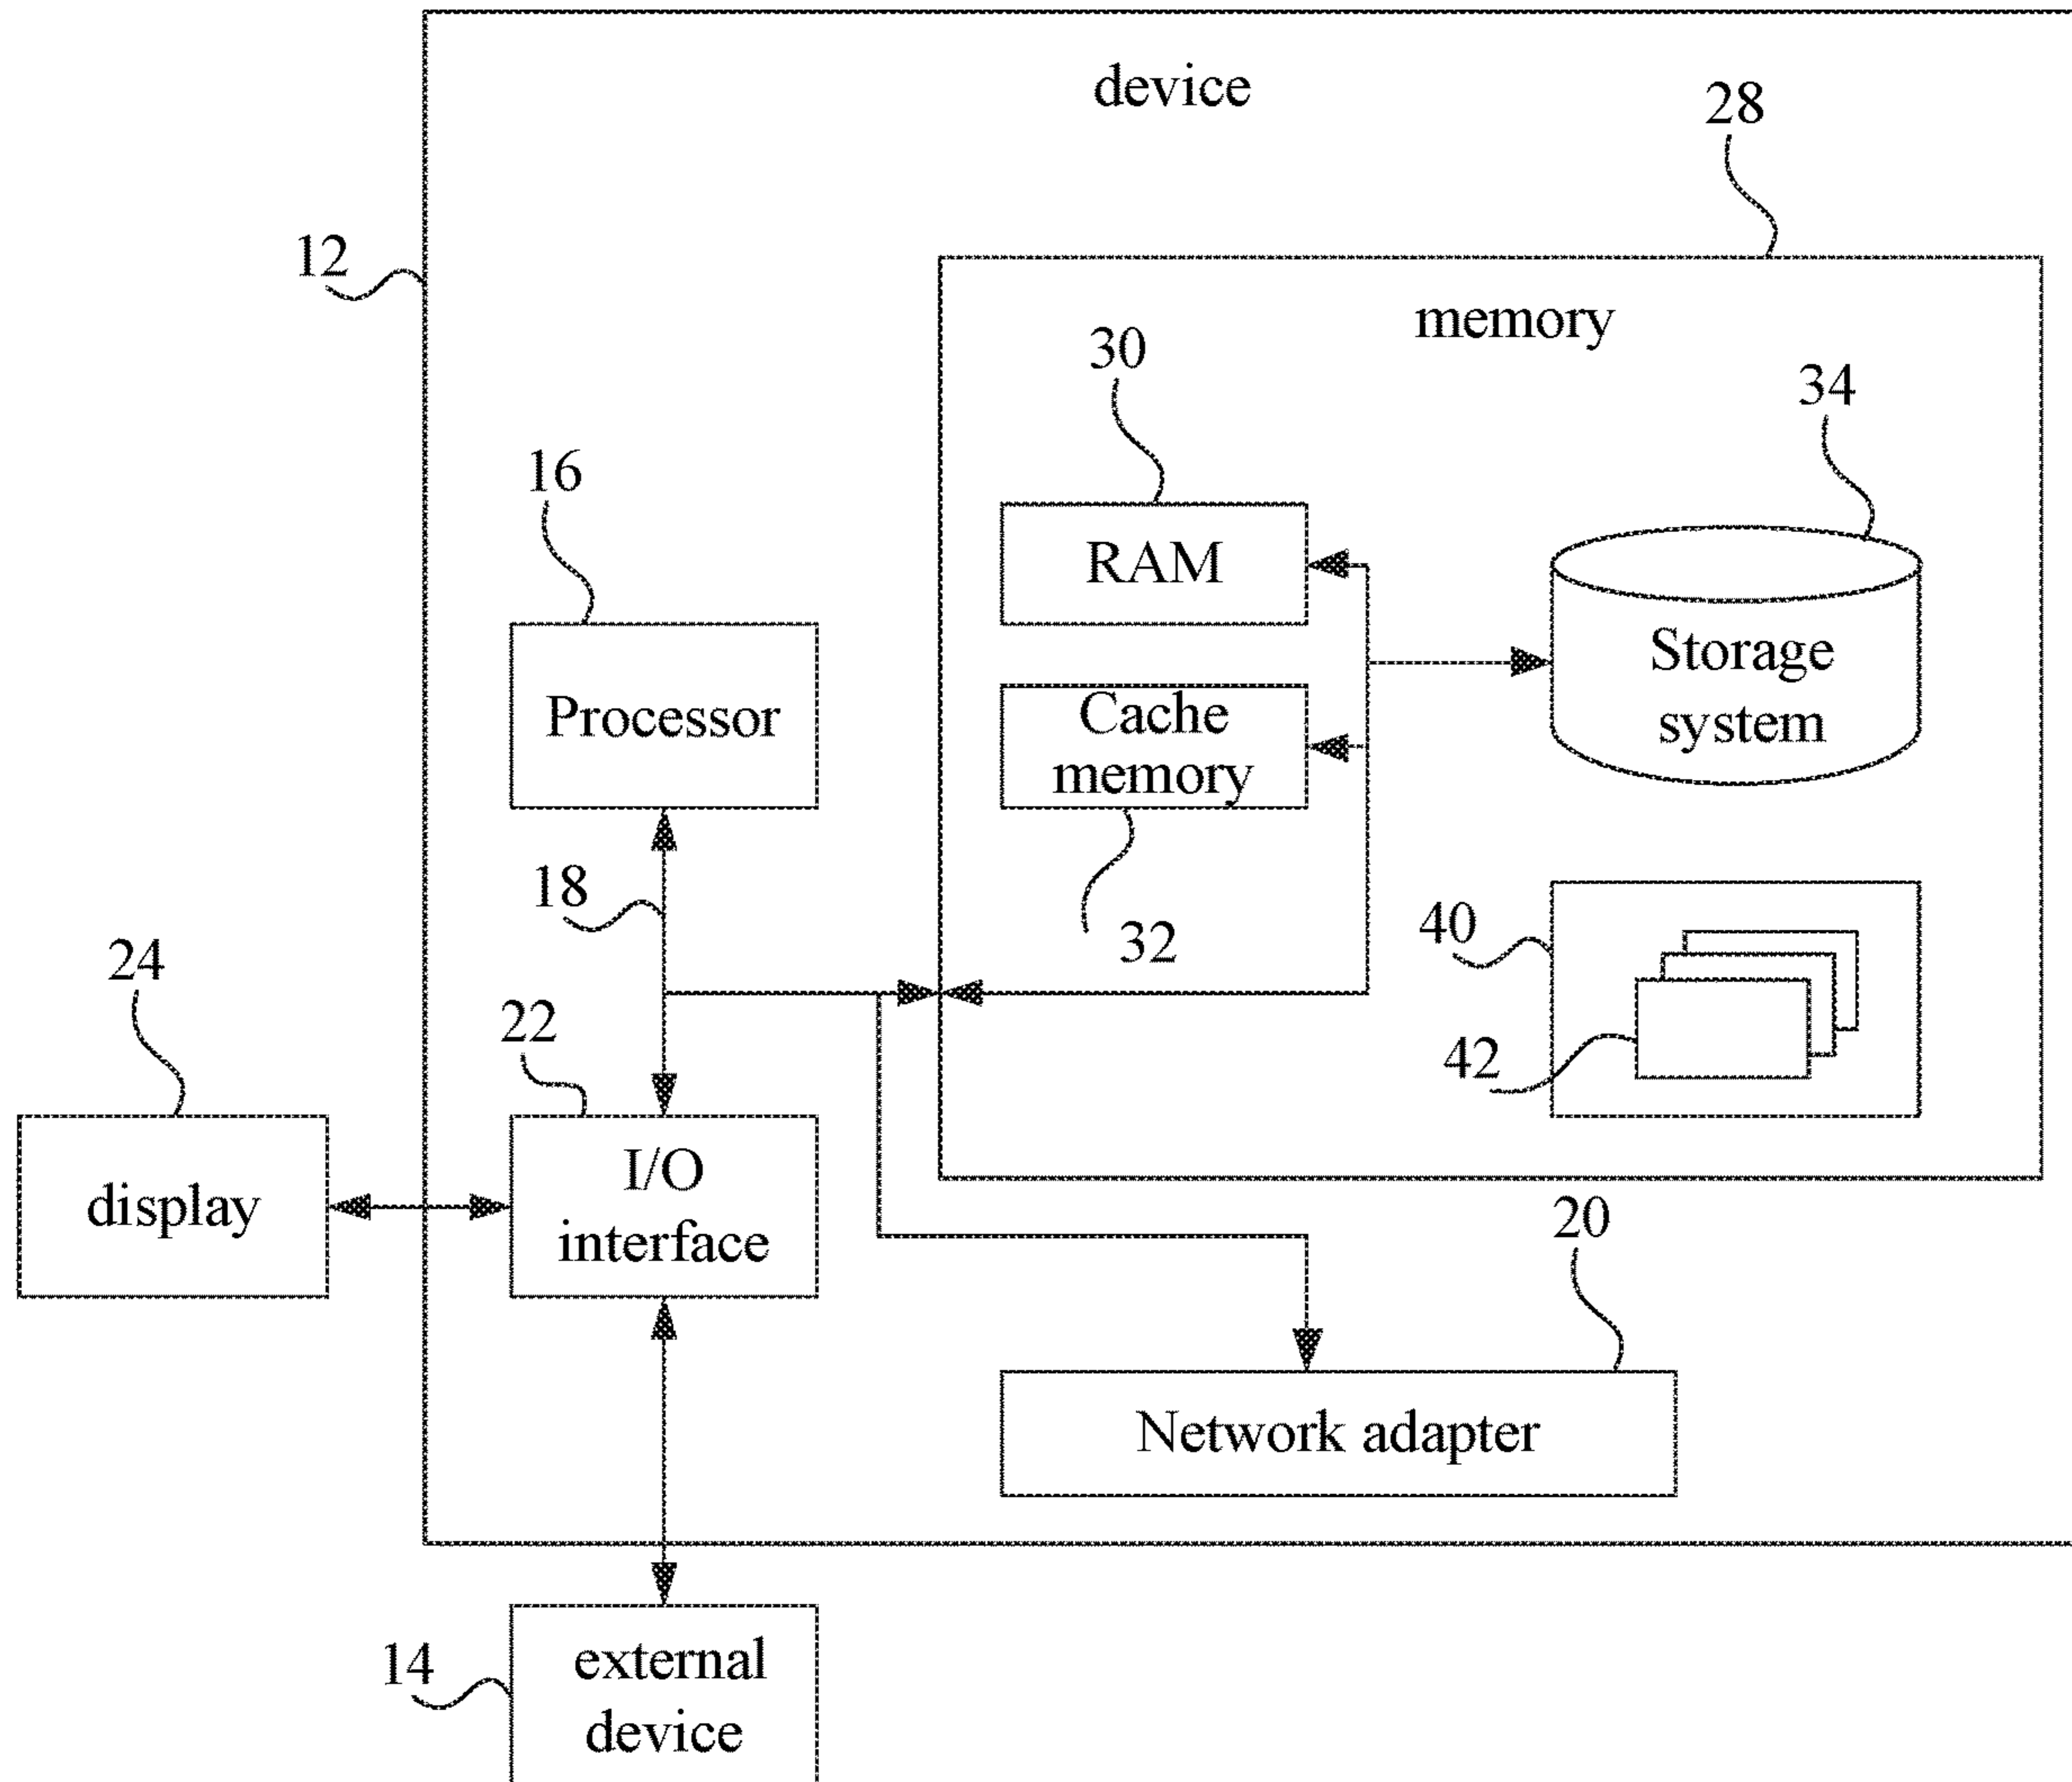 device
28
12
memory
30
34
16
RAM
Storage
system
Processor
Cache
memory
18
32
40
24
22
42
I/O
interface
display
20
Network adapter
14
external
device